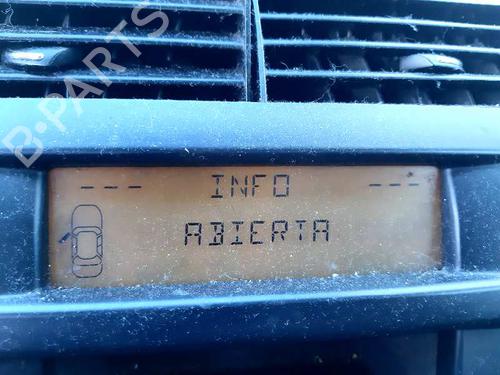 B-PARTS
--- INFO ---
ABIERTA